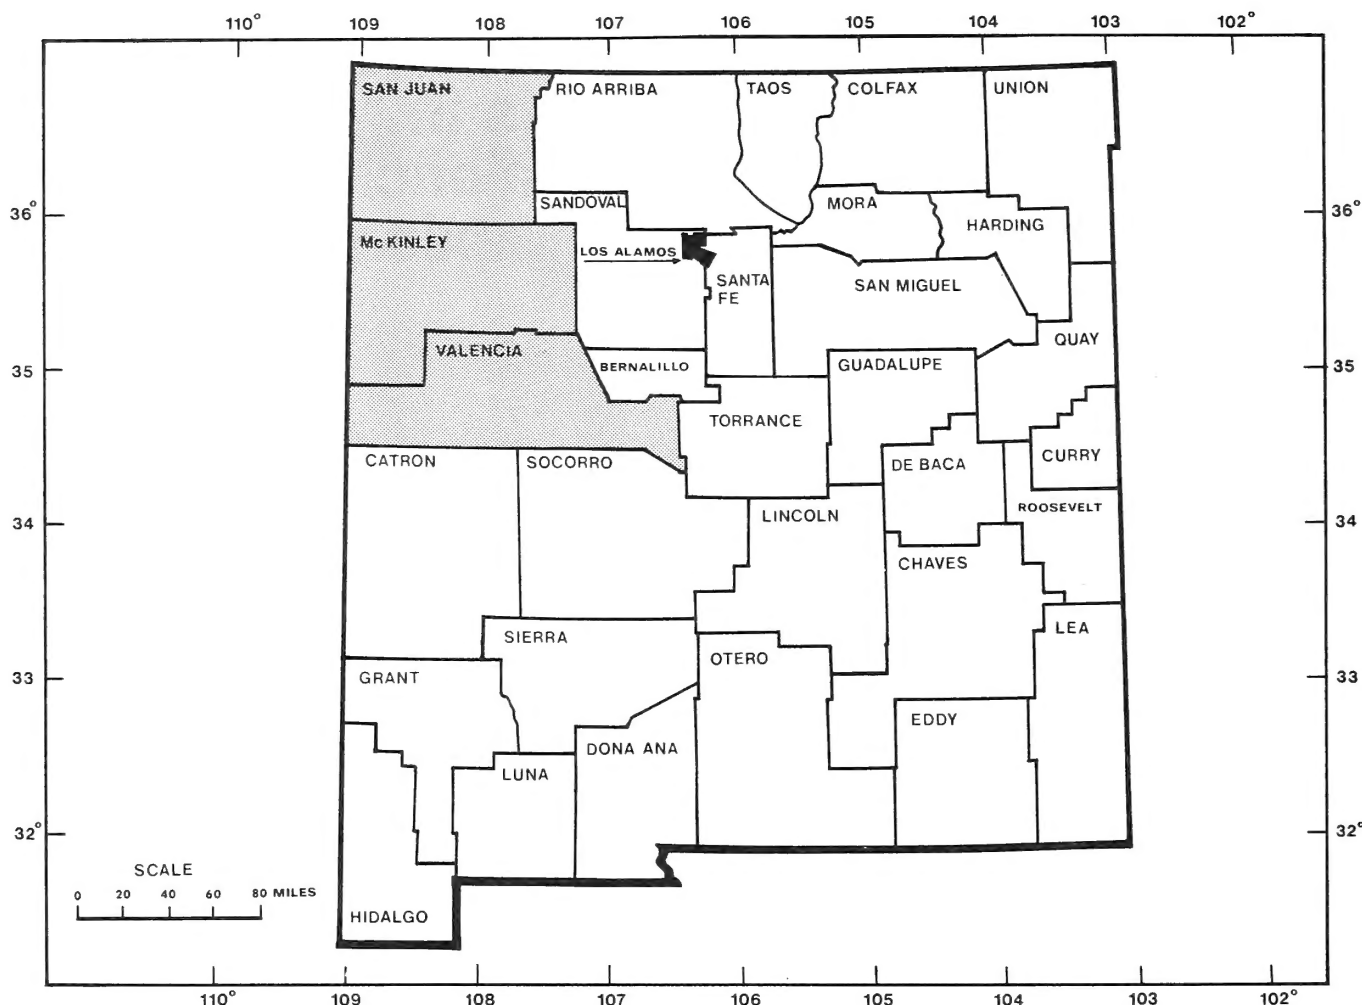 110° 109 108 107 106 105 104 103 102°
SAN JUAN
RIO ARRIBA
TAOS
COLFAX
UNION
36°
SANDOVAL
MORA
HARDING
36°
Mc KINLEY
LOS ALAMOS
SANTA
FE
SAN MIGUEL
QUAY
VALENCIA
BERNALILLO
GUADALUPE
35
35
TORRANCE
CATRON
SOCORRO
DE BACA
CURRY
34
LINCOLN
ROOSEVELT
34
CHAVES
SIERRA
LEA
GRANT
OTERO
33
33
EDDY
LUNA
DONA ANA
32°
32°
SCALE
0 20 40 60 80 MILES
HIDALGO
110° 109 108 107 106 105 104 103 102°